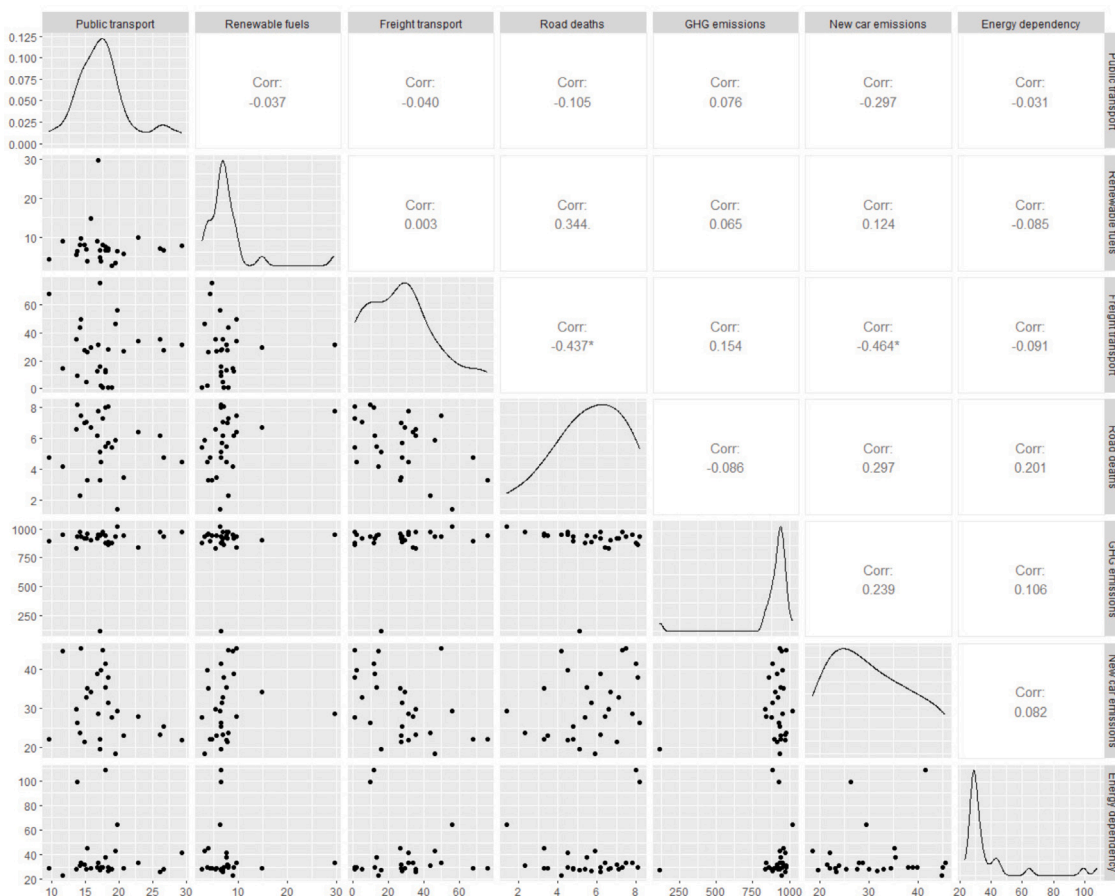 Public transport Renewable fuels Freight transport Road deaths GHG emissions New car emissions Energy dependency
0.125
0.100
0.075
0.050
0.025
0.000
Corr:
-0.037
Corr:
-0.040
Corr:
-0.105
Corr:
0.076
Corr:
-0.297
Corr:
-0.031
Public transport
30
20
10
Corr:
0.003
Corr:
0.344.
Corr:
0.065
Corr:
0.124
Corr:
-0.085
Renewable fuels
60
40
20
0
Corr:
-0.437*
Corr:
0.154
Corr:
-0.464*
Corr:
-0.091
Freight transport
8
6
4
2
Corr:
-0.086
Corr:
0.297
Corr:
0.201
Road deaths
1000
750
500
250
Corr:
0.239
Corr:
0.106
GHG emissions
40
30
20
Corr:
0.082
New car emissions
100
80
60
40
20
Energy dependency
10 15 20 25 30 10 20 30 0 20 40 60 2 4 6 8 250 500 750 1000 20 30 40 20 40 60 80 100